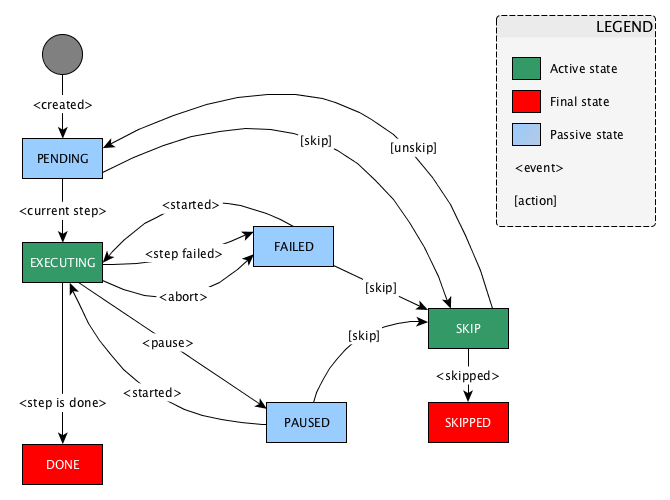 LEGEND
Active state
Final state
Passive state
<event>
[action]
<created>
PENDING
[skip]
[unskip]
<current step>
<started>
EXECUTING
<step failed>
FAILED
<abort>
[skip]
<pause>
[skip]
SKIP
<started>
<skipped>
<step is done>
PAUSED
SKIPPED
DONE